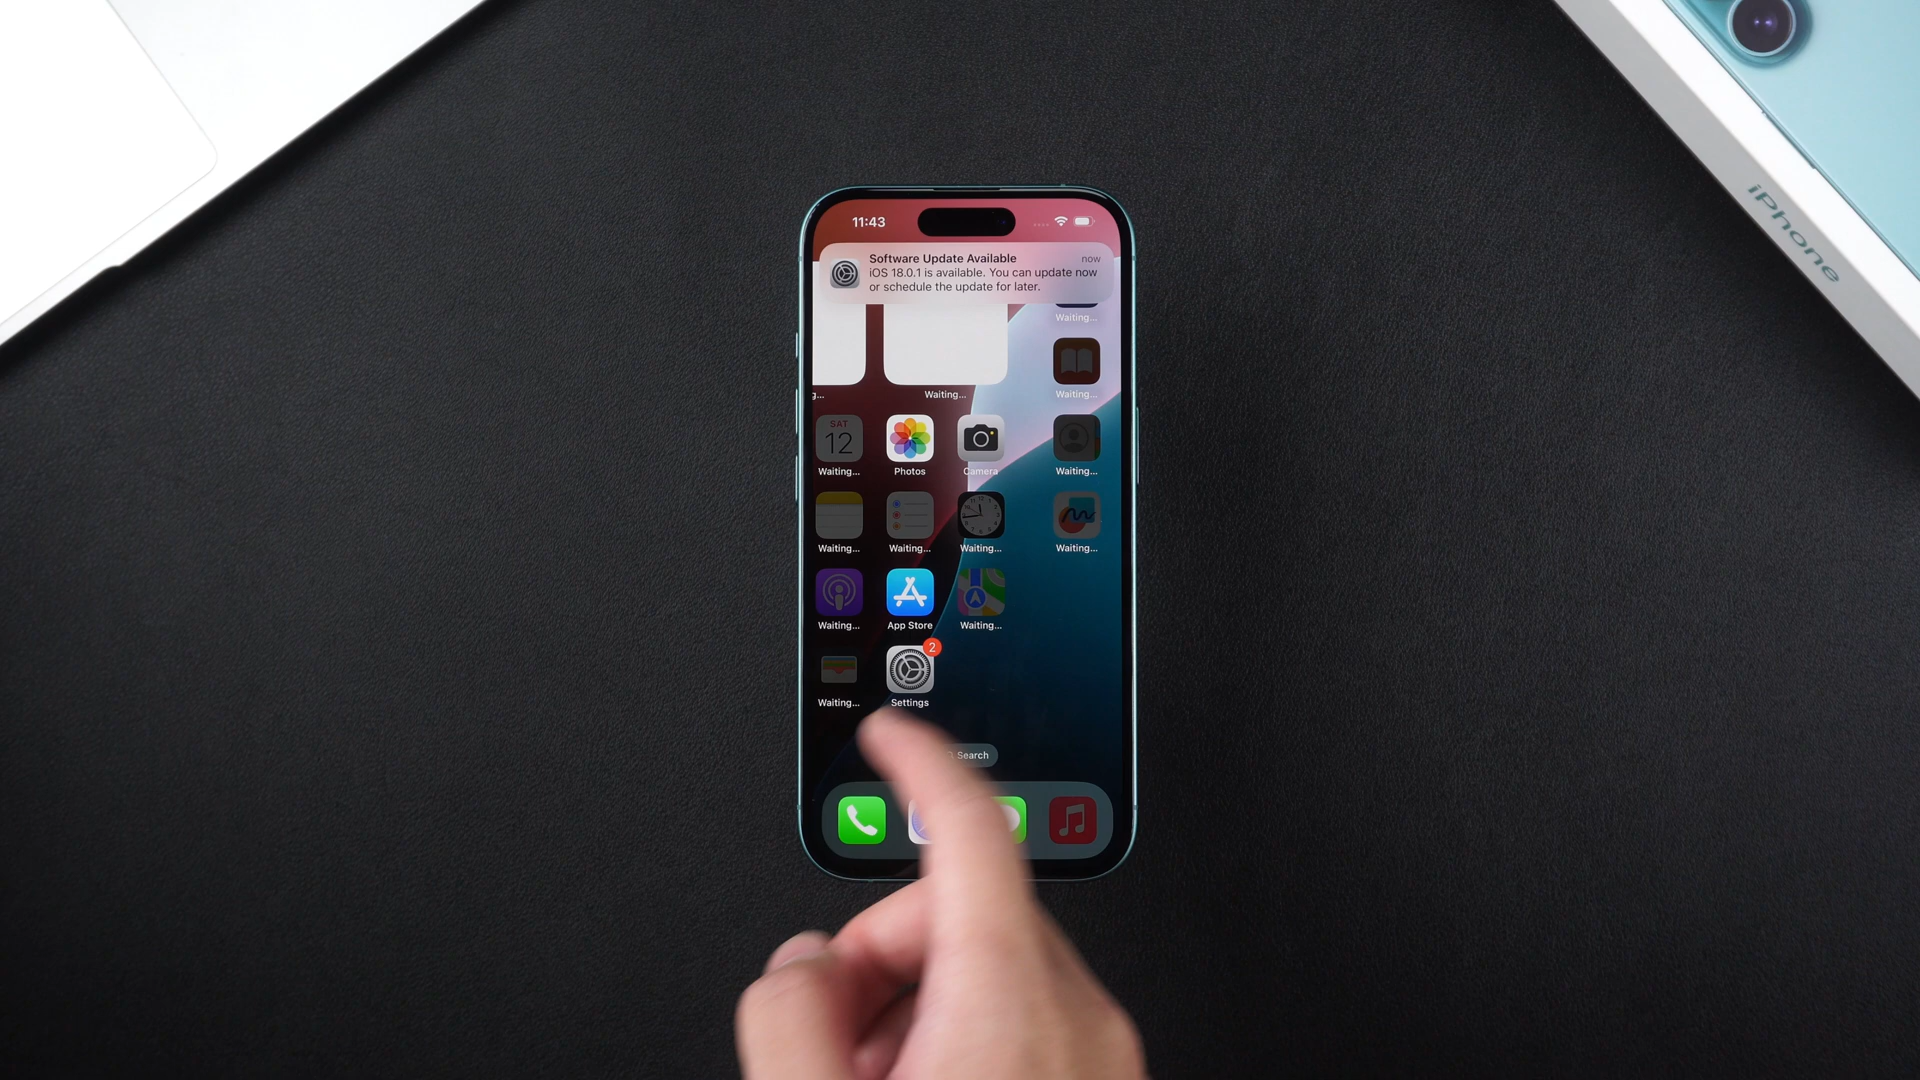 11:43
Software Update Available
now
iOS 18.0.1 is available. You can update now
or schedule the update for later.
Waiting...
g...
Waiting...
Waiting...
SAT
12
Waiting...
Photos
Camera
Waiting...
Waiting...
Waiting...
Waiting...
Waiting...
Waiting...
App Store
Waiting...
2
Waiting...
Settings
Search
iPhone